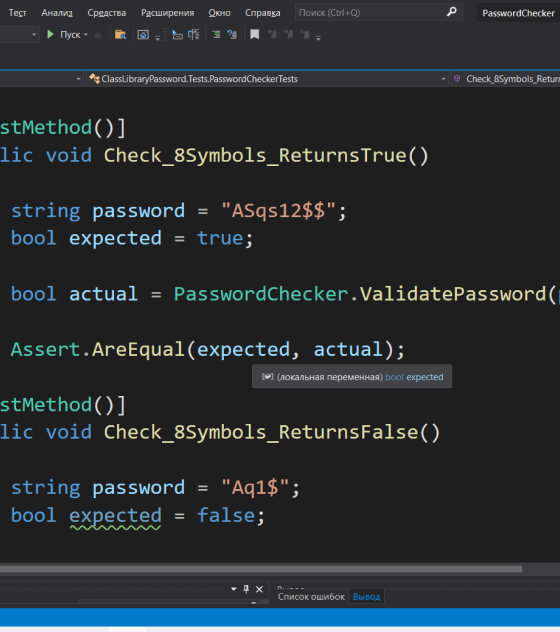 Тест Анализ Средства Расширения Окно Справка Поиск (Ctrl+Q) PasswordChecker
Пуск
ClassLibraryPassword.Tests.PasswordCheckerTests Check_8Symbols_Return
stMethod()]
lic void Check_8Symbols_ReturnsTrue()
string password = "ASqs12$$";
bool expected = true;
bool actual = PasswordChecker.ValidatePassword(
Assert.AreEqual(expected, actual);
(локальная переменная) bool expected
stMethod()]
lic void Check_8Symbols_ReturnsFalse()
string password = "Aq1$";
bool expected = false;
Список ошибок Вывод